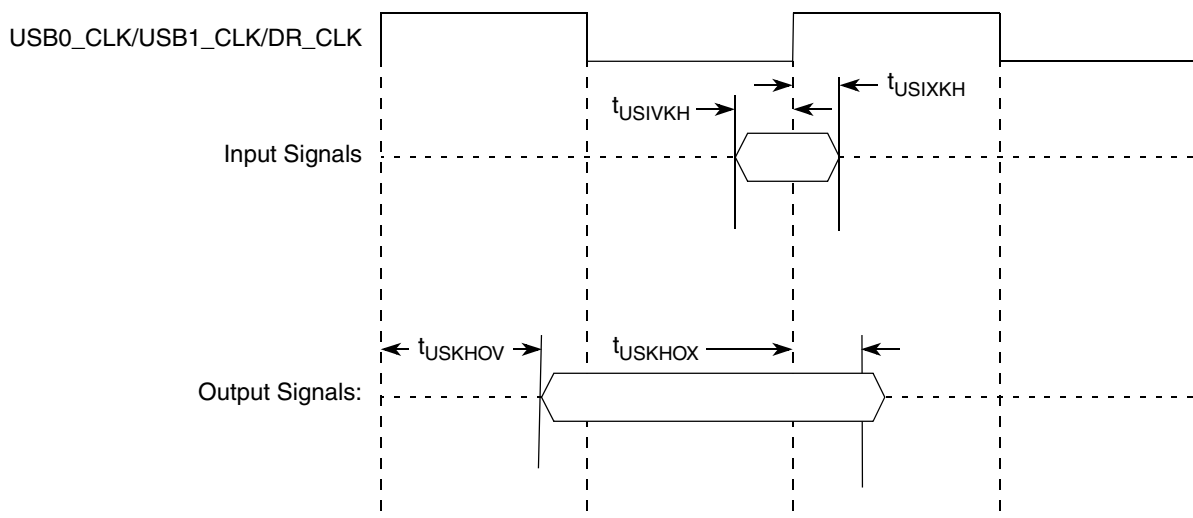 USB0_CLK/USB1_CLK/DR_CLK
tUSIXKH
tUSIVKH
Input Signals
tUSKHOV
tUSKHOX
Output Signals: